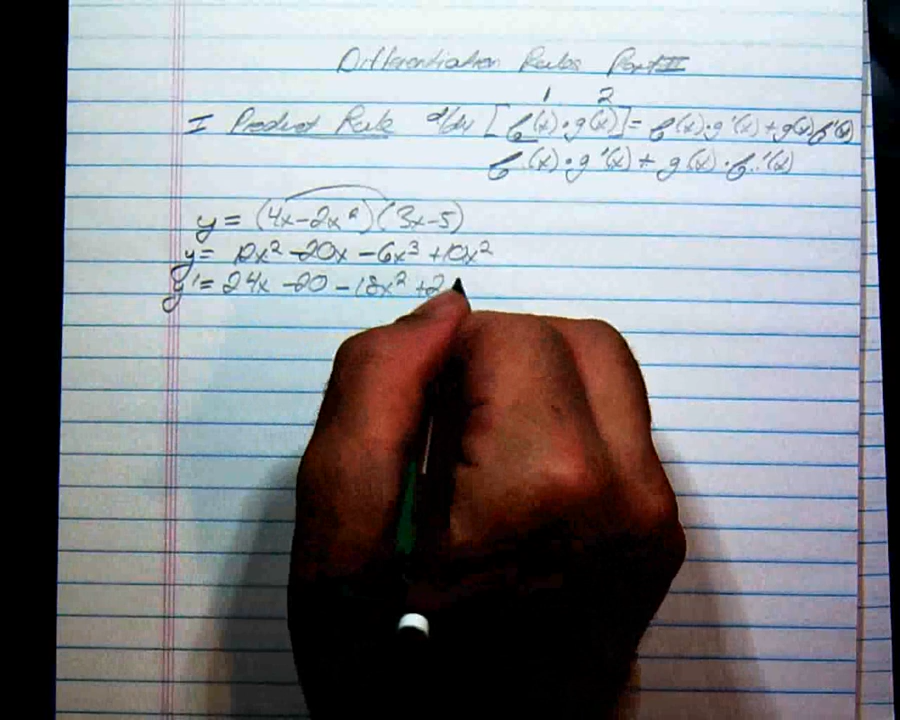 Differentiation Rules Part II
1 2
I Product Rule d/dx [f(x)·g(x)] = f(x)·g'(x) + g(x)·f'(x)
f(x)·g'(x) + g(x)·f'(x)
y = (4x-2x²)(3x-5)
y = 12x² -20x -6x³ +10x²
y' = 24x -20 -18x² +2